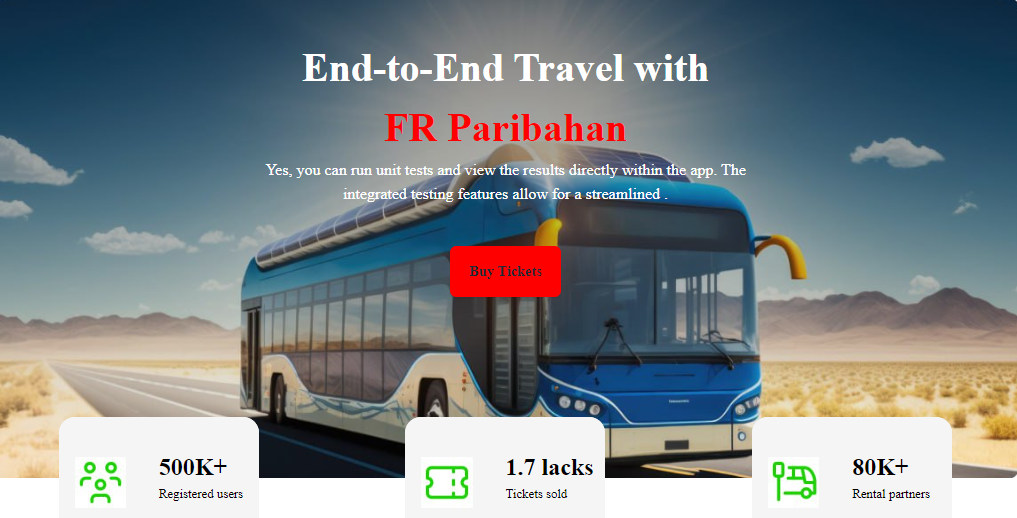 End-to-End Travel with
FR Paribahan
Yes, you can run unit tests and view the results directly within the app. The
integrated testing features allow for a streamlined .
Buy Tickets
500K+
Registered users
1.7 lacks
Tickets sold
80K+
Rental partners